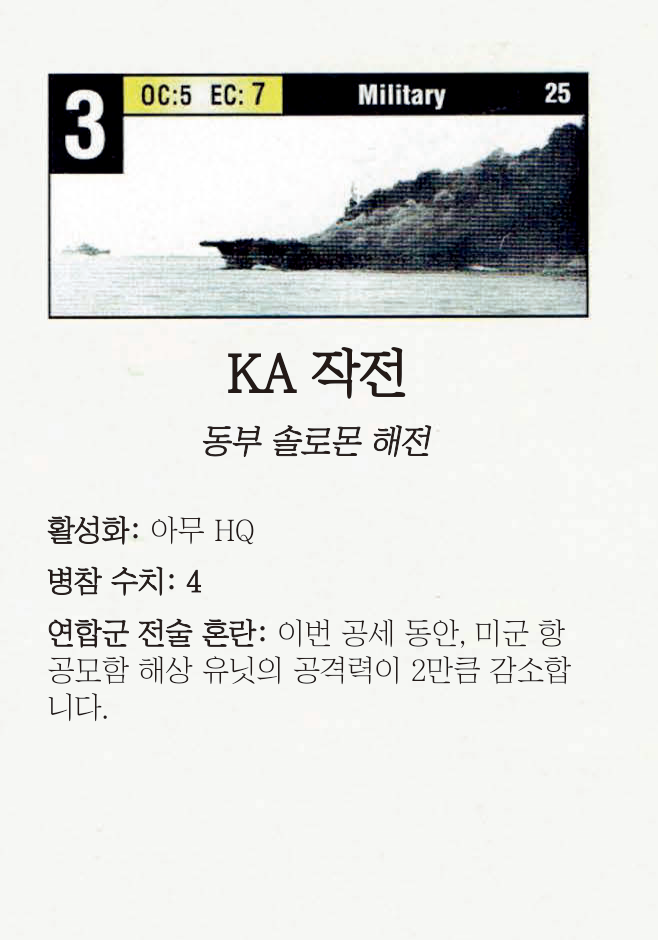 3
OC:5 EC: 7 Military 25
KA 작전
동부 솔로몬 해전
활성화: 아무 HQ
병참 수치: 4
연합군 전술 혼란: 이번 공세 동안, 미군 항
공모함 해상 유닛의 공격력이 2만큼 감소합
니다.